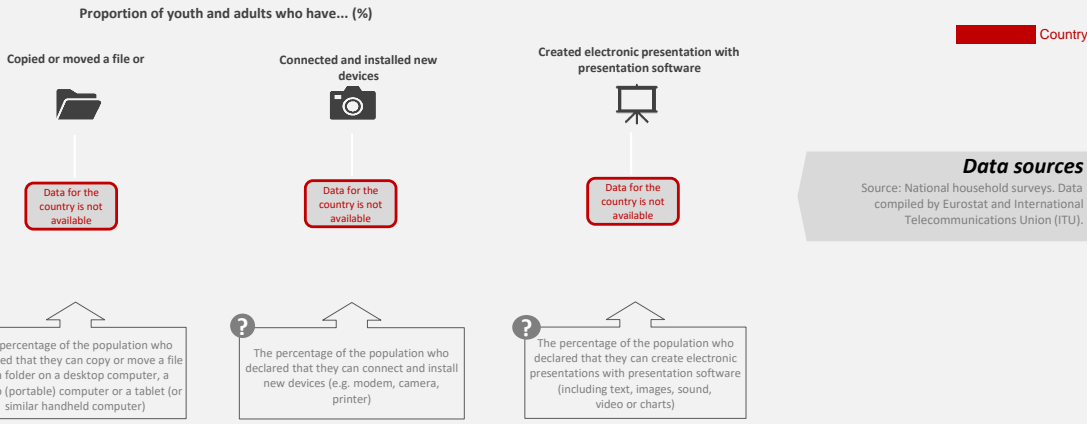 Proportion of youth and adults who have... (%)
Country
Copied or moved a file or
Connected and installed new
devices
Created electronic presentation with
presentation software
Data for the
country is not
available
Data for the
country is not
available
Data for the
country is not
available
Data sources
Source: National household surveys. Data
compiled by Eurostat and International
Telecommunications Union (ITU).
percentage of the population who
that they can copy or move a file
folder on a desktop computer, a
(portable) computer or a tablet (or
similar handheld computer)
?
The percentage of the population who
declared that they can connect and install
new devices (e.g. modem, camera,
printer)
?
The percentage of the population who
declared that they can create electronic
presentations with presentation software
(including text, images, sound,
video or charts)